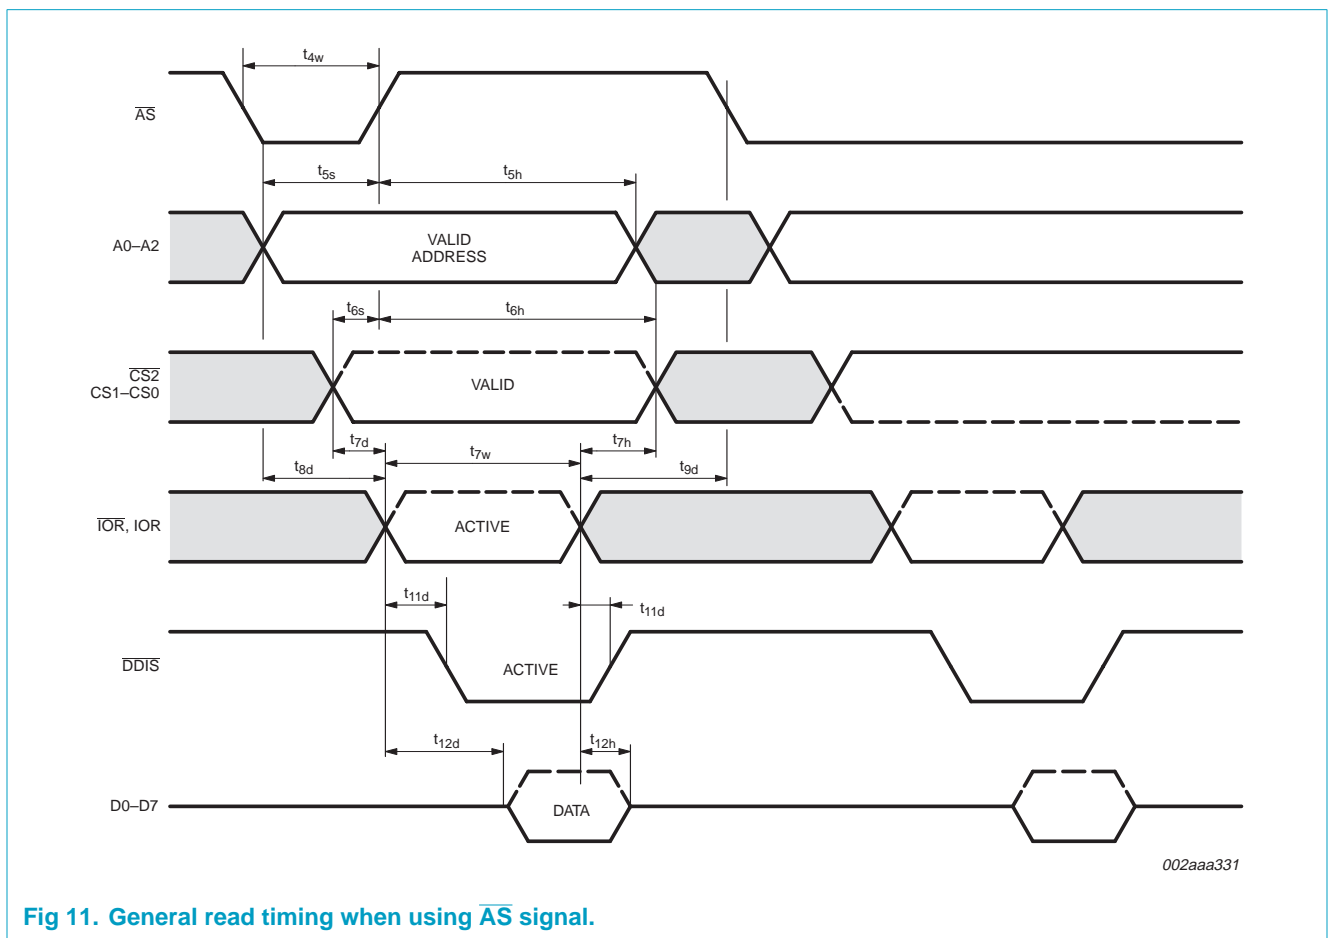 t4w
AS
t5s
t5h
A0–A2
VALID
ADDRESS
t6s
t6h
CS2
CS1–CS0
VALID
t7d
t7w
t7h
t8d
t9d
IOR, IOR
ACTIVE
t11d
t11d
DDIS
ACTIVE
t12d
t12h
D0–D7
DATA
002aaa331
Fig 11. General read timing when using AS signal.